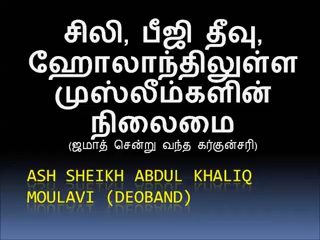 சிலி, பீஜி தீவு,
ஹோலாந்திலுள்ள
முஸ்லீம்களின்
நிலைமை
(ஜமாத் சென்று வந்த கர்குன்சரி)
ASH SHEIKH ABDUL KHALIQ
MOULAVI (DEOBAND)